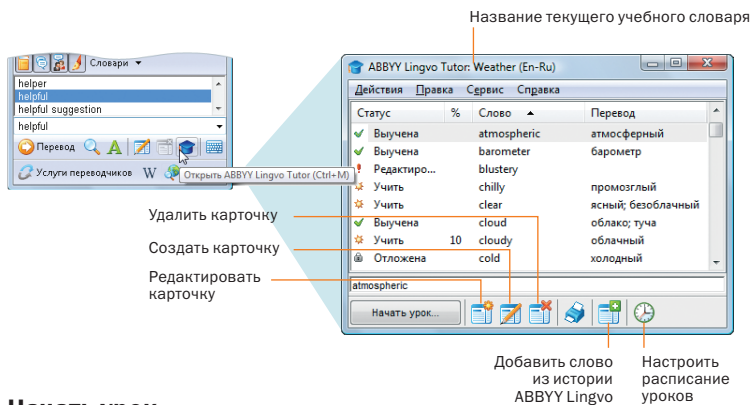 Название текущего учебного словаря
Словари
helper
helpful
helpful suggestion
helpful
Перевод
Услуги переводчиков W
Открыть ABBYY Lingvo Tutor (Ctrl+M)
ABBYY Lingvo Tutor: Weather (En-Ru)
Действия Правка Сервис Справка
Статус % Слово Перевод
Выучена atmospheric атмосферный
Выучена barometer барометр
Редактиро... blustery
Учить chilly промозглый
Учить clear ясный; безоблачный
Выучена cloud облако; туча
Учить 10 cloudy облачный
Отложена cold холодный
atmospheric
Начать урок...
Удалить карточку
Создать карточку
Редактировать
карточку
Добавить слово
из истории
ABBYY Lingvo
Настроить
расписание
уроков
Начать урок